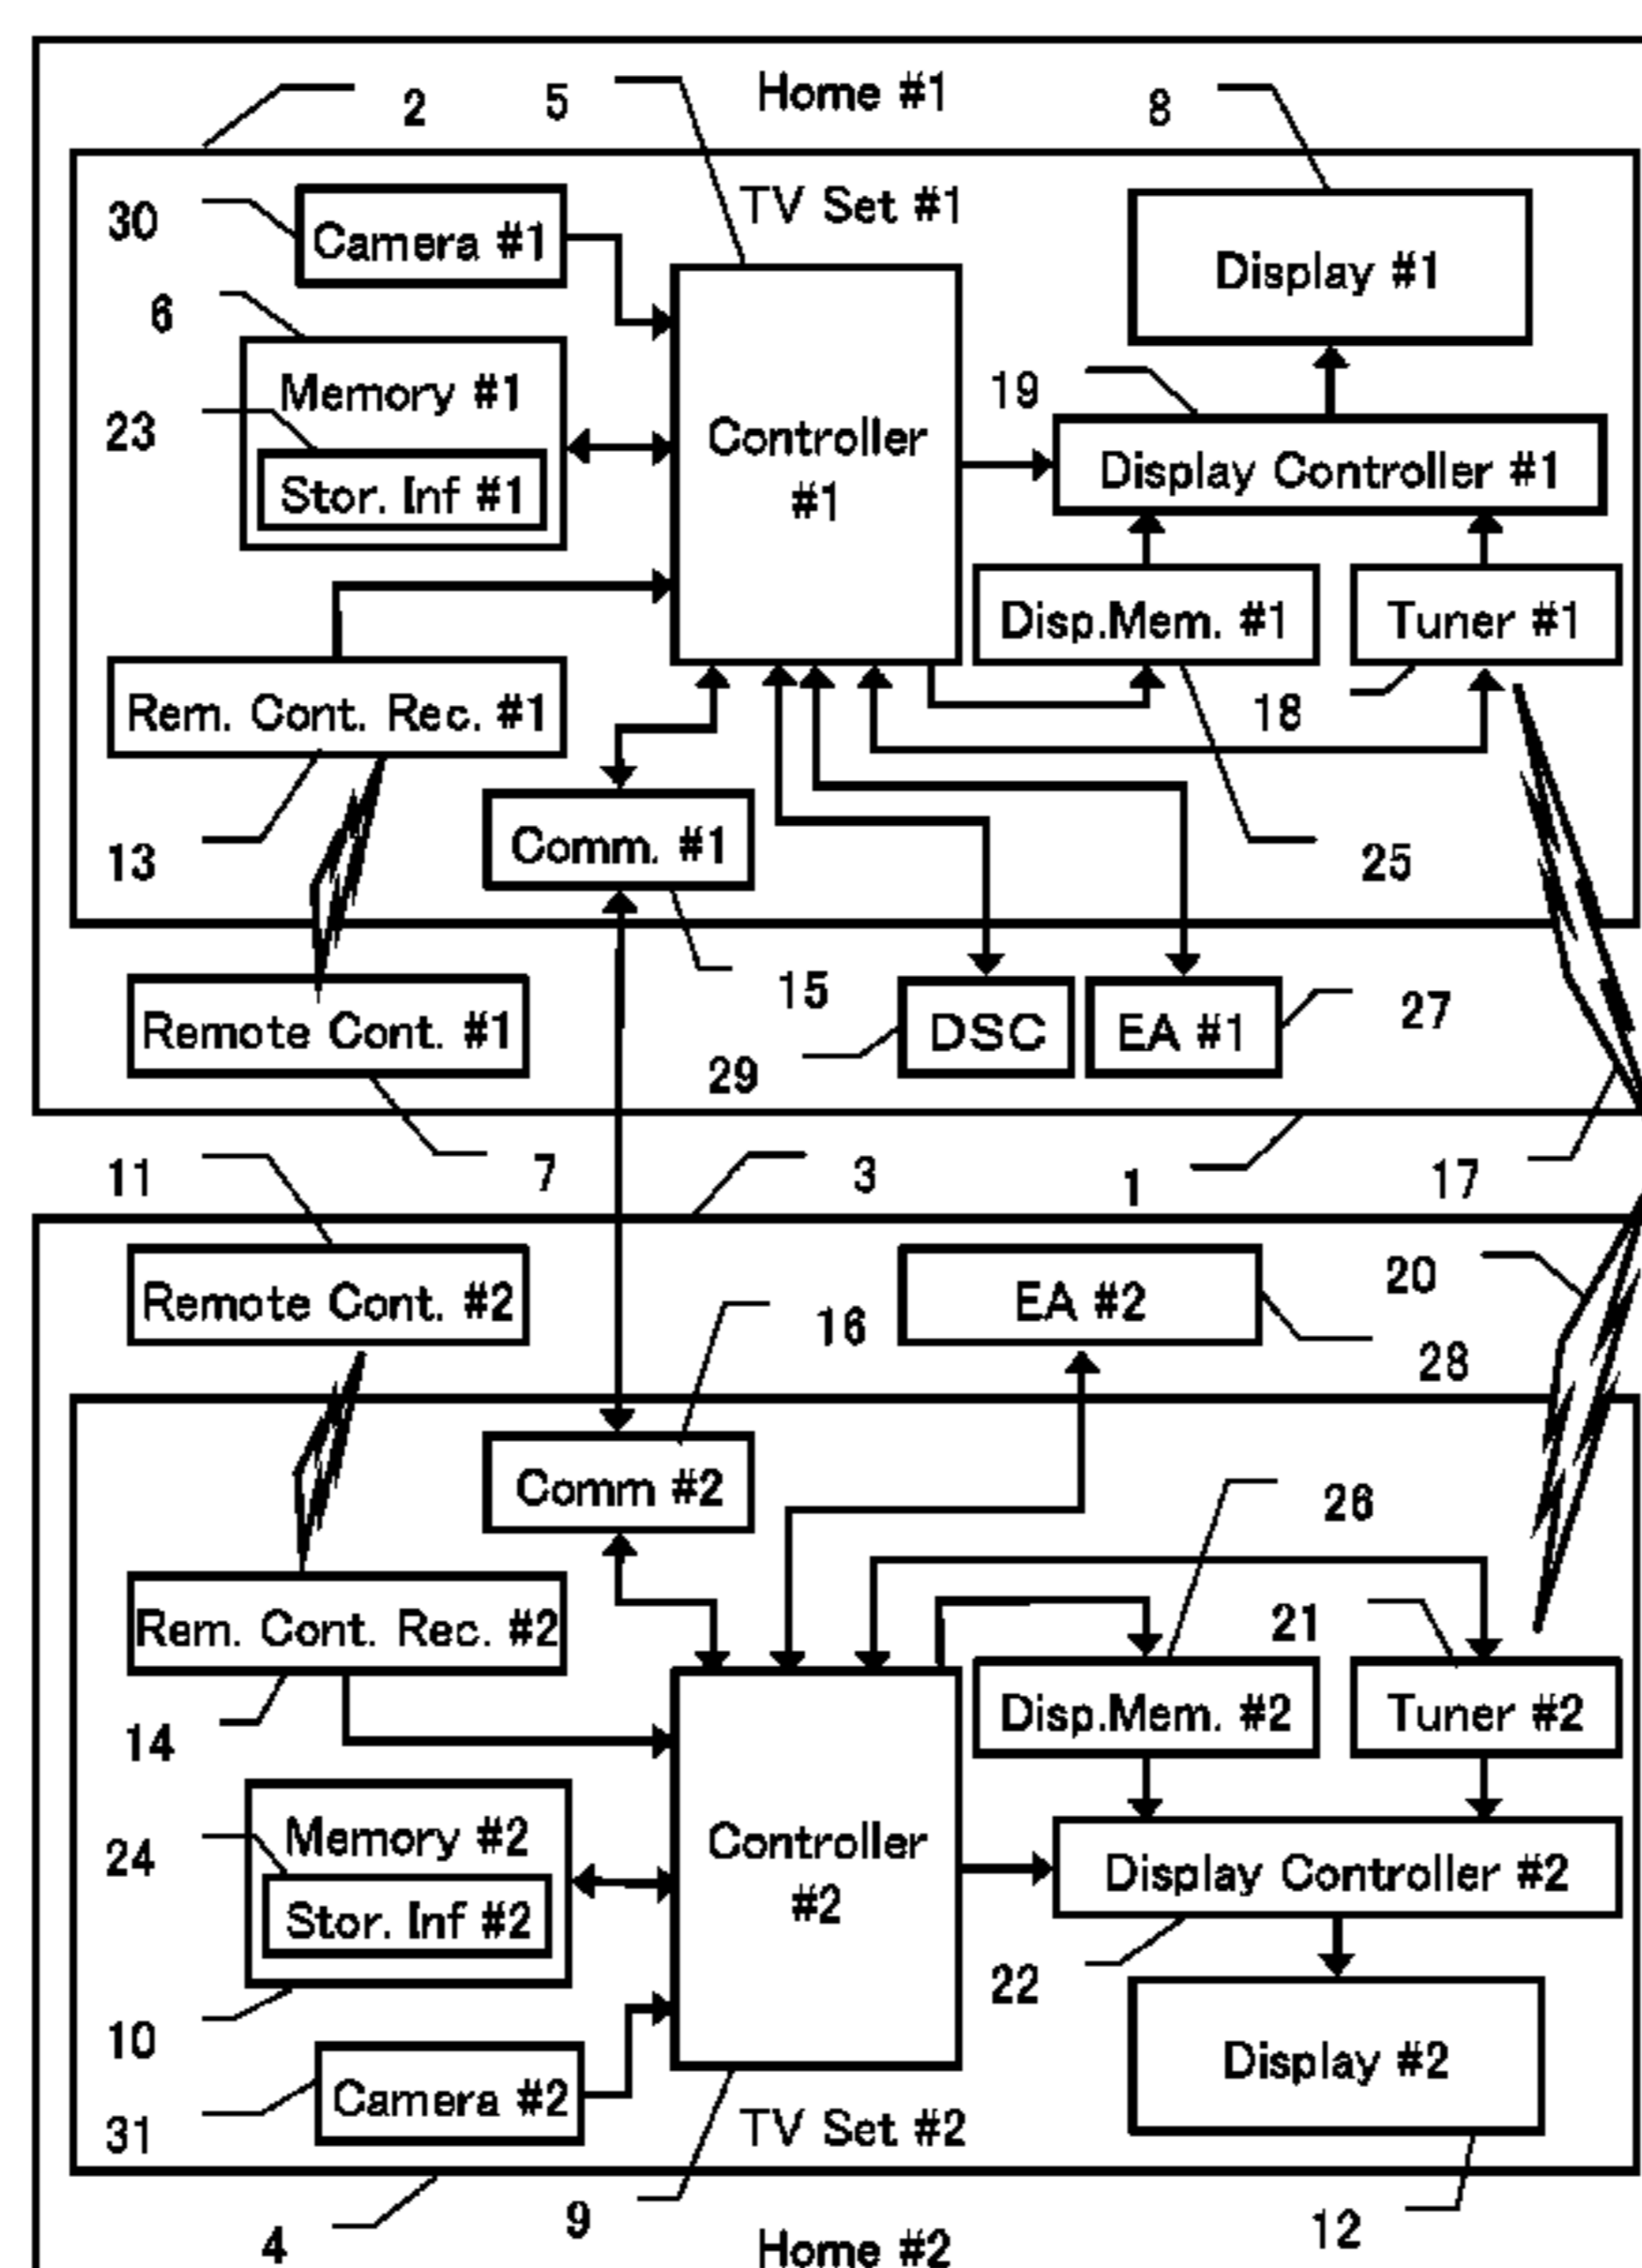 Home #1
2
5
8
TV Set #1
30
Camera #1
Display #1
6
Memory #1
19
23
Controller
#1
Display Controller #1
Stor. Inf #1
Disp.Mem. #1
Tuner #1
Rem. Cont. Rec. #1
18
13
Comm. #1
25
15
Remote Cont. #1
DSC
EA #1
27
29
11
7
3
1
17
Remote Cont. #2
EA #2
20
16
28
Comm #2
26
Rem. Cont. Rec. #2
21
14
Disp.Mem. #2
Tuner #2
Memory #2
24
Controller
#2
Display Controller #2
Stor. Inf #2
22
10
Camera #2
Display #2
31
TV Set #2
9
12
4
Home #2